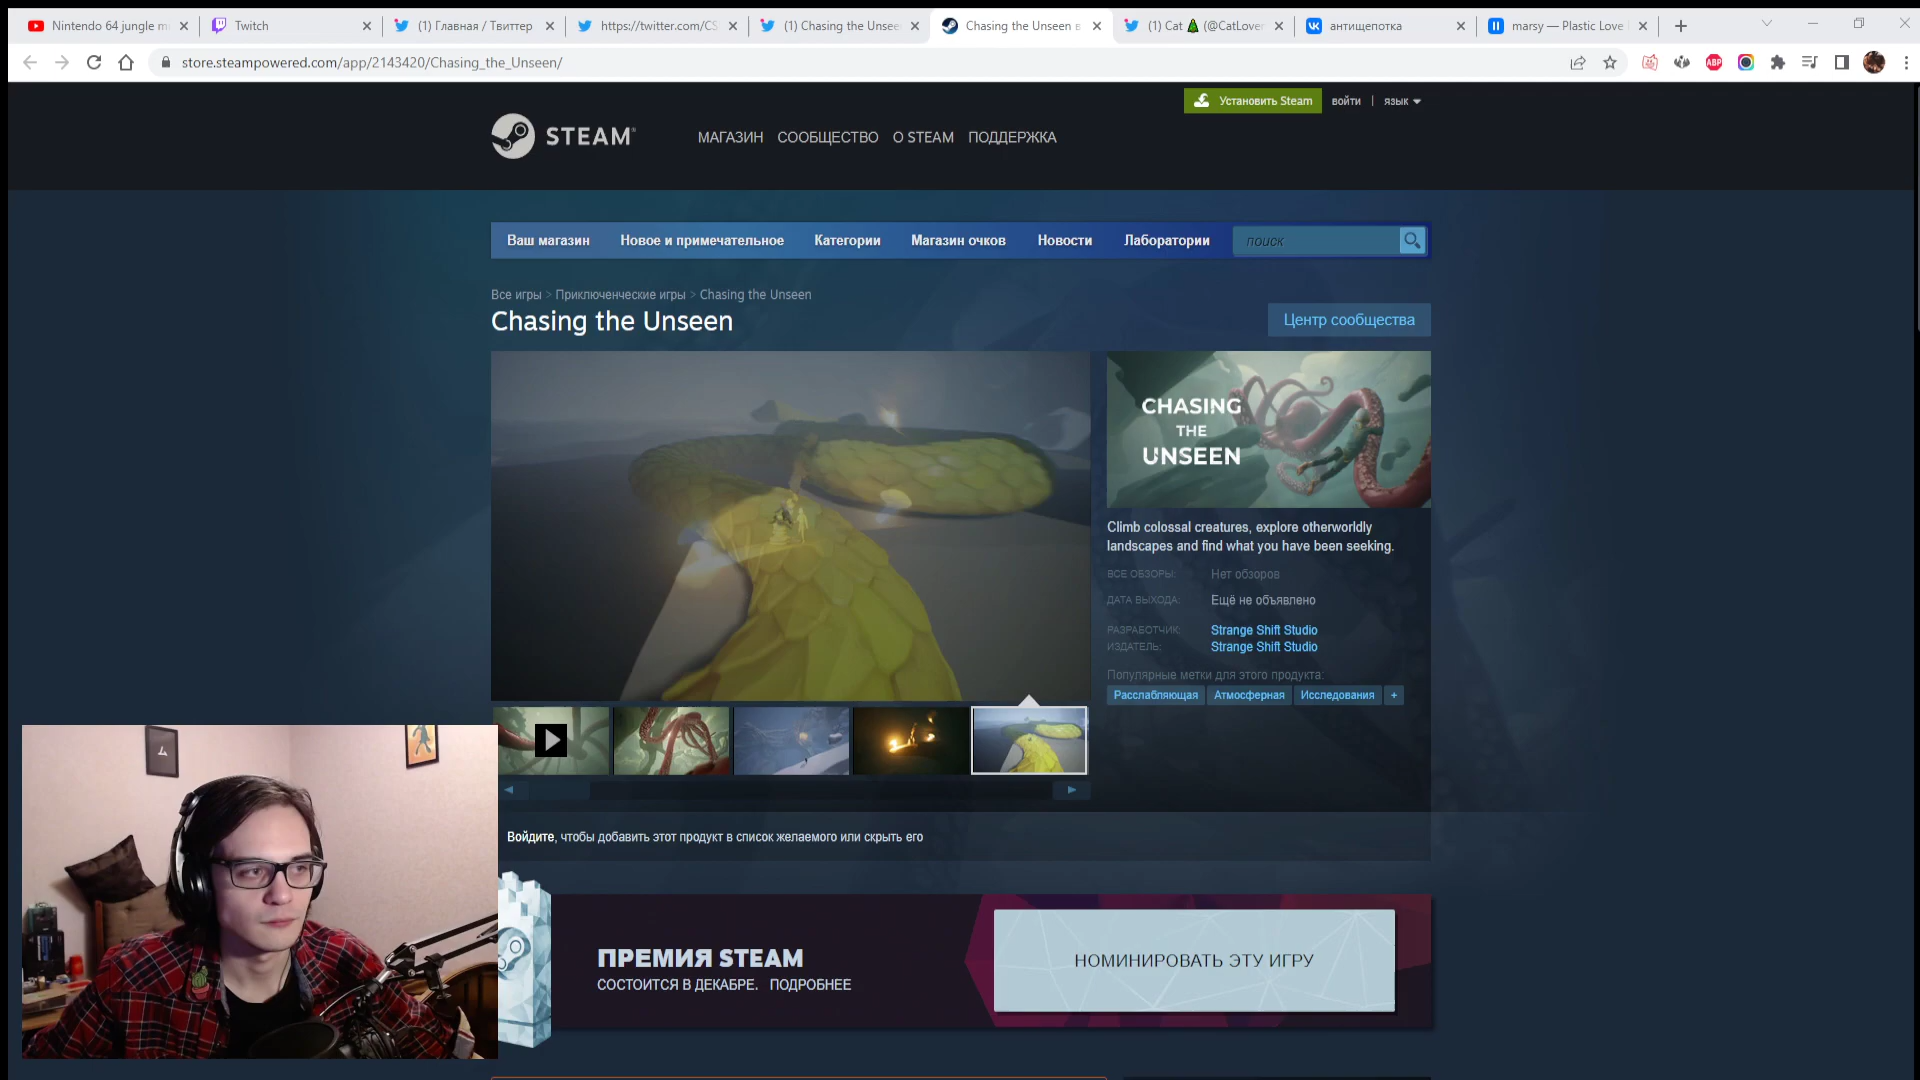 Nintendo 64 jungle m
Twitch
(1) Главная / Твиттер
https://twitter.com/CS
(1) Chasing the Unsee
Chasing the Unseen в
(1) Cat🎄 (@CatLover
антищепотка
marsy — Plastic Love
store.steampowered.com/app/2143420/Chasing_the_Unseen/
ABP
Установить Steam
войти | язык
STEAM®
МАГАЗИН СООБЩЕСТВО О STEAM ПОДДЕРЖКА
Ваш магазин Новое и примечательное Категории Магазин очков Новости Лаборатории поиск
Все игры > Приключенческие игры > Chasing the Unseen
Chasing the Unseen
Центр сообщества
CHASING
THE
UNSEEN
Climb colossal creatures, explore otherworldly
landscapes and find what you have been seeking.
ВСЕ ОБЗОРЫ: Нет обзоров
ДАТА ВЫХОДА: Ещё не объявлено
РАЗРАБОТЧИК: Strange Shift Studio
ИЗДАТЕЛЬ: Strange Shift Studio
Популярные метки для этого продукта:
Расслабляющая Атмосферная Исследования +
Войдите, чтобы добавить этот продукт в список желаемого или скрыть его
ПРЕМИЯ STEAM
СОСТОИТСЯ В ДЕКАБРЕ. ПОДРОБНЕЕ
НОМИНИРОВАТЬ ЭТУ ИГРУ